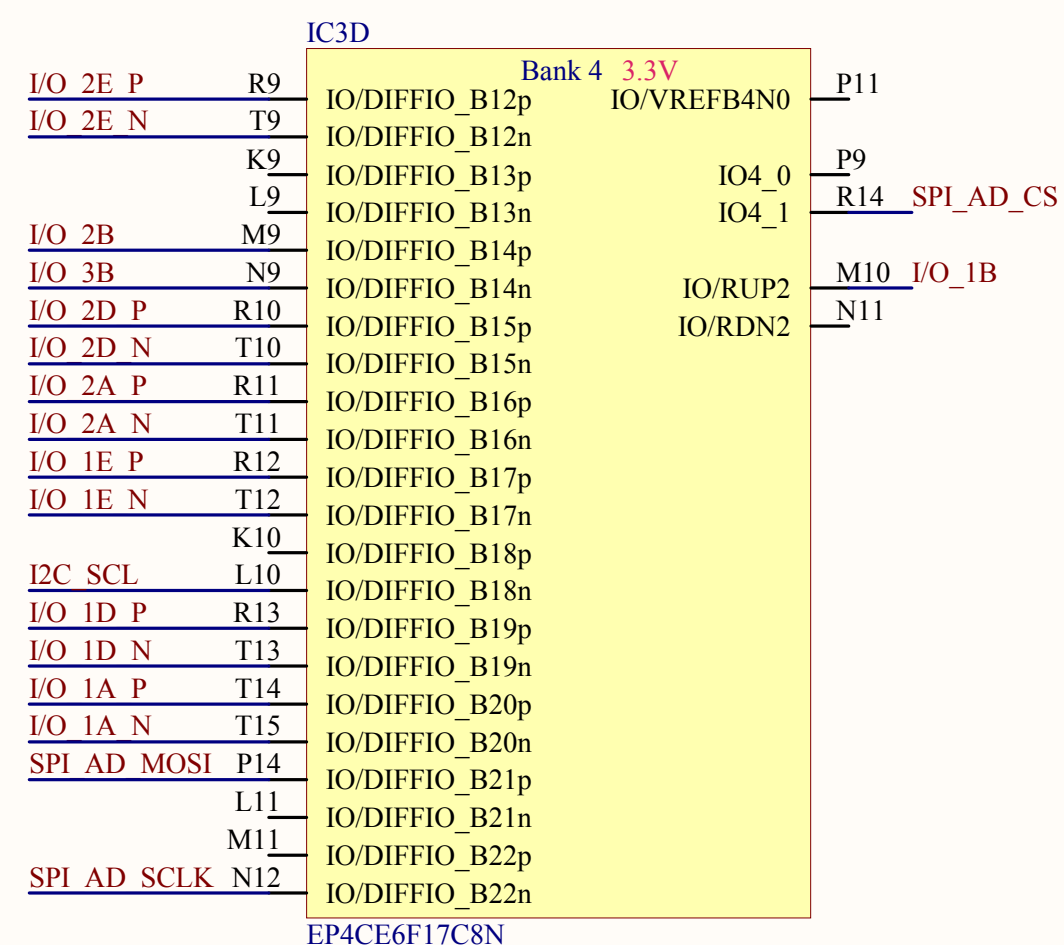 IC3D
Bank 4 3.3V
I/O_2E_P R9 IO/DIFFIO_B12p IO/VREFB4N0 P11
I/O_2E_N T9 IO/DIFFIO_B12n
K9 IO/DIFFIO_B13p IO4_0 P9
L9 IO/DIFFIO_B13n IO4_1 R14 SPI_AD_CS
I/O_2B M9 IO/DIFFIO_B14p
I/O_3B N9 IO/DIFFIO_B14n IO/RUP2 M10 I/O_1B
I/O_2D_P R10 IO/DIFFIO_B15p IO/RDN2 N11
I/O_2D_N T10 IO/DIFFIO_B15n
I/O_2A_P R11 IO/DIFFIO_B16p
I/O_2A_N T11 IO/DIFFIO_B16n
I/O_1E_P R12 IO/DIFFIO_B17p
I/O_1E_N T12 IO/DIFFIO_B17n
K10 IO/DIFFIO_B18p
I2C_SCL L10 IO/DIFFIO_B18n
I/O_1D_P R13 IO/DIFFIO_B19p
I/O_1D_N T13 IO/DIFFIO_B19n
I/O_1A_P T14 IO/DIFFIO_B20p
I/O_1A_N T15 IO/DIFFIO_B20n
SPI_AD_MOSI P14 IO/DIFFIO_B21p
L11 IO/DIFFIO_B21n
M11 IO/DIFFIO_B22p
SPI_AD_SCLK N12 IO/DIFFIO_B22n
EP4CE6F17C8N